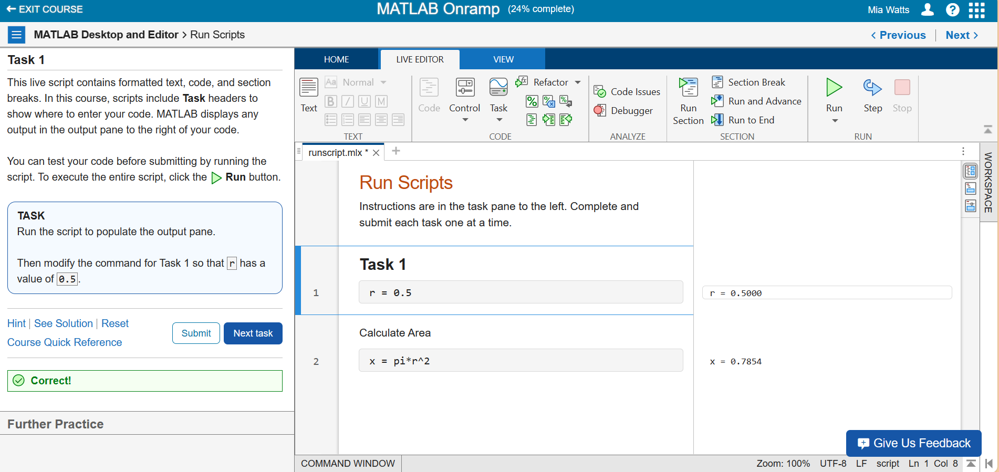 EXIT COURSE
MATLAB Onramp (24% complete)
Mia Watts
MATLAB Desktop and Editor > Run Scripts
< Previous | Next >
Task 1
This live script contains formatted text, code, and section
breaks. In this course, scripts include Task headers to
show where to enter your code. MATLAB displays any
output in the output pane to the right of your code.
You can test your code before submitting by running the
script. To execute the entire script, click the Run button.
TASK
Run the script to populate the output pane.
Then modify the command for Task 1 so that r has a
value of 0.5.
Hint | See Solution | Reset
Course Quick Reference
Submit
Next task
Correct!
Further Practice
HOME
LIVE EDITOR
VIEW
Text
Aa Normal
B I U M
TEXT
Code
Control
Task
Refactor
CODE
Code Issues
Debugger
ANALYZE
Run
Section
Section Break
Run and Advance
Run to End
SECTION
Run
Step
Stop
RUN
runscript.mlx *
WORKSPACE
Run Scripts
Instructions are in the task pane to the left. Complete and
submit each task one at a time.
Task 1
1
r = 0.5
r = 0.5000
Calculate Area
2
x = pi*r^2
x = 0.7854
Give Us Feedback
COMMAND WINDOW
Zoom: 100% UTF-8 LF script Ln 1 Col 8